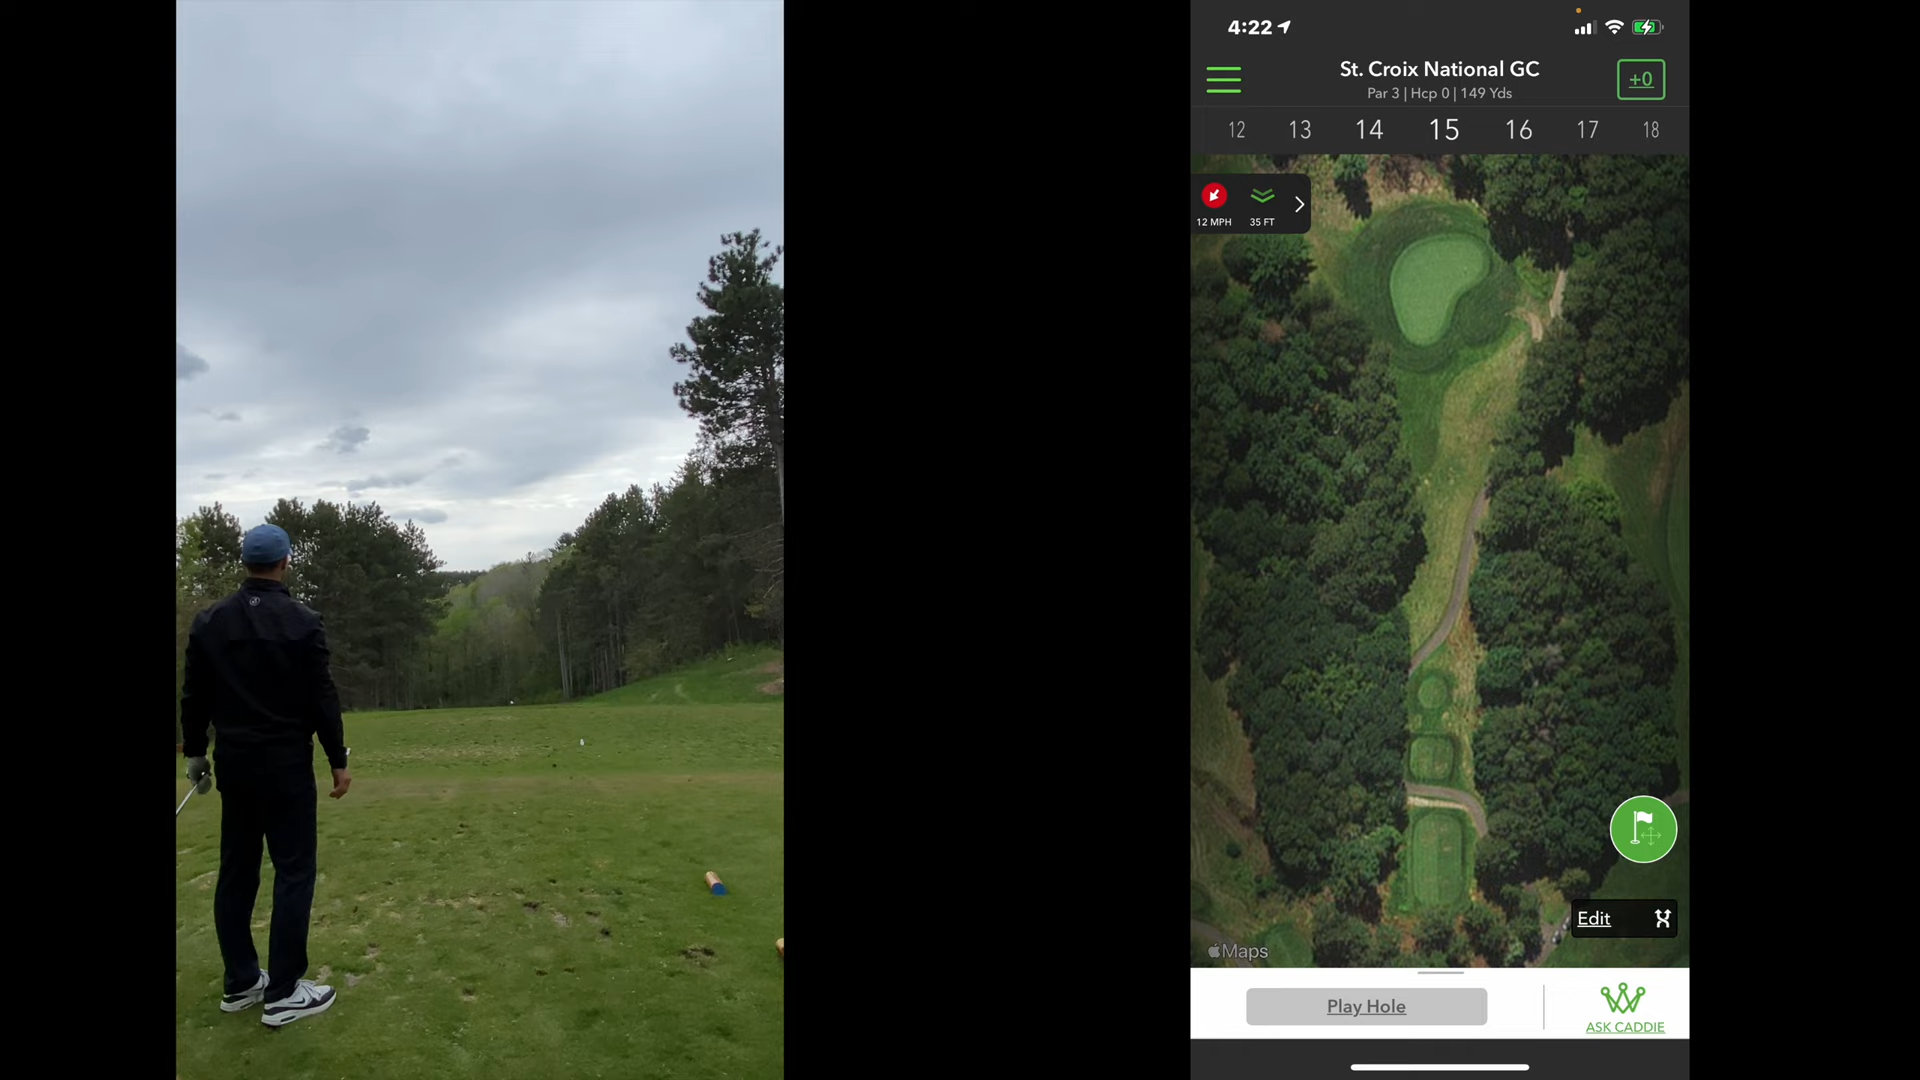 4:22
St. Croix National GC
+0
Par 3 | Hcp 0 | 149 Yds
12 13 14 15 16 17 18
12 MPH 35 FT
Edit
Maps
Play Hole
ASK CADDIE